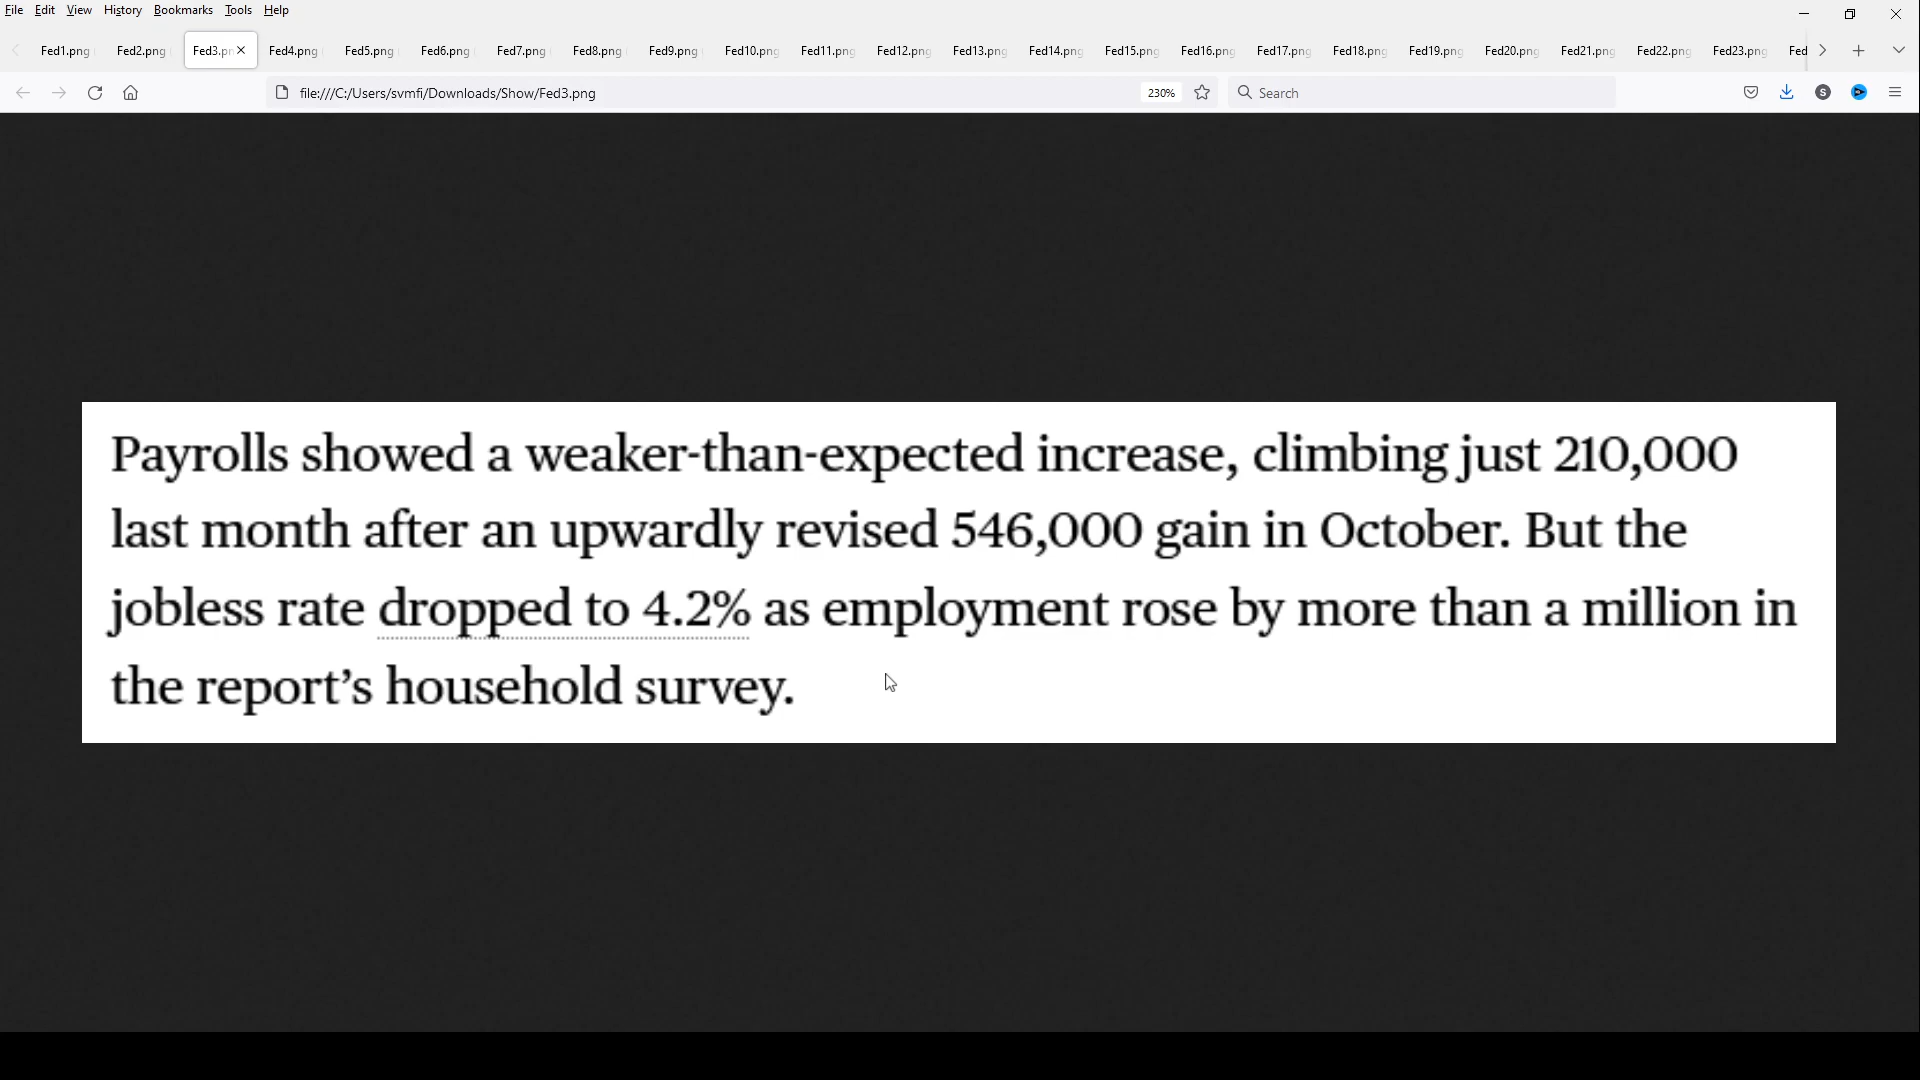 File Edit View History Bookmarks Tools Help
Fed1.png Fed2.png Fed3.pn Fed4.png Fed5.png Fed6.png Fed7.png Fed8.png Fed9.png Fed10.png Fed11.png Fed12.png Fed13.png Fed14.png Fed15.png Fed16.png Fed17.png Fed18.png Fed19.png Fed20.png Fed21.png Fed22.png Fed23.png Fed
file:///C:/Users/svmfi/Downloads/Show/Fed3.png 230% Search S
Payrolls showed a weaker-than-expected increase, climbing just 210,000
last month after an upwardly revised 546,000 gain in October. But the
jobless rate dropped to 4.2% as employment rose by more than a million in
the report’s household survey.